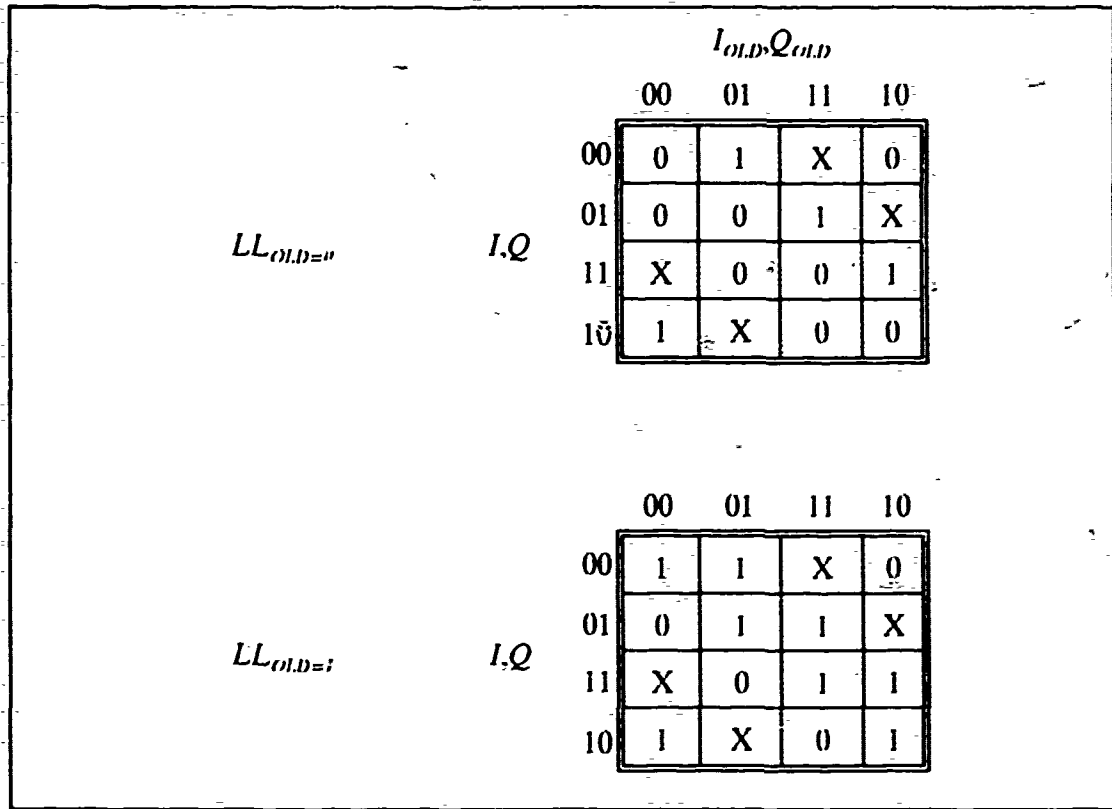 I_OLD,Q_OLD
00 01 11 10
00 0 1 X 0
01 0 0 1 X
LL_OLD=0 I,Q
11 X 0 0 1
10 1 X 0 0
00 01 11 10
00 1 1 X 0
01 0 1 1 X
LL_OLD=1 I,Q
11 X 0 1 1
10 1 X 0 1